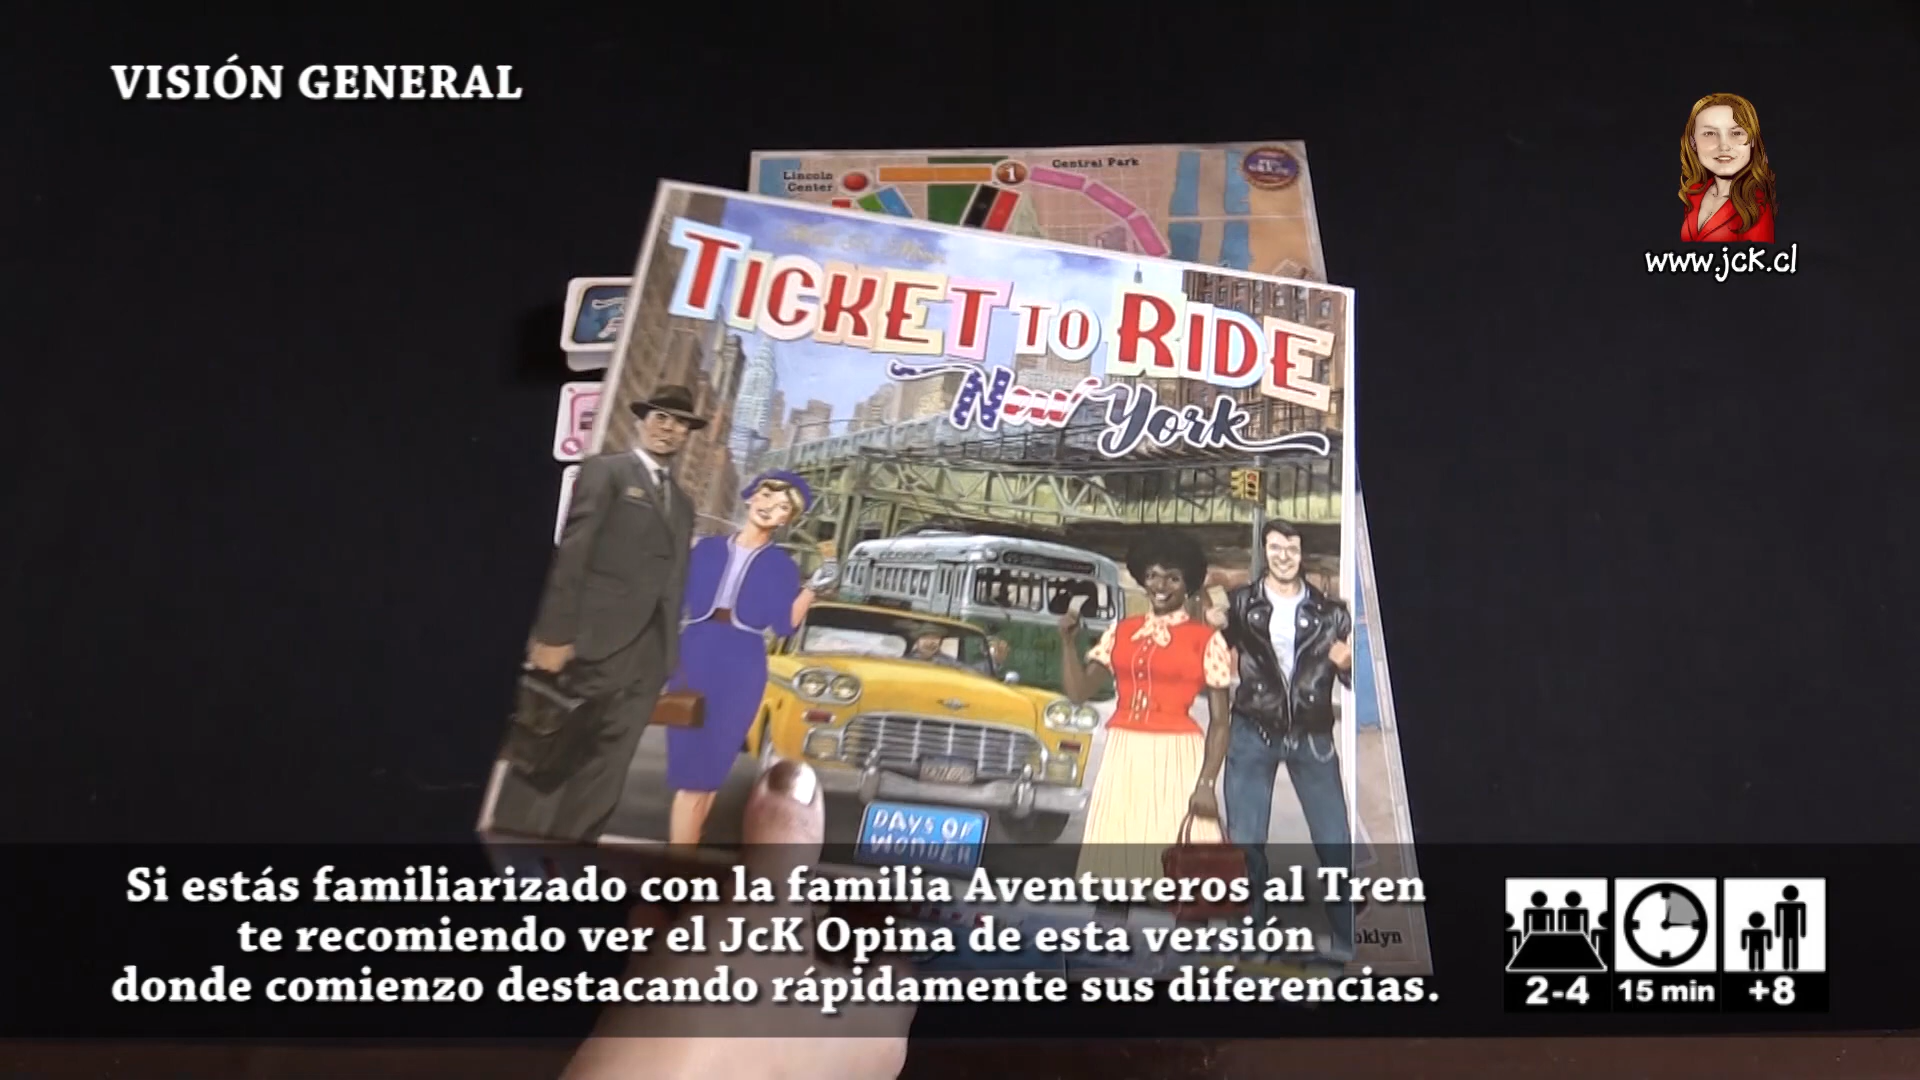 VISIÓN GENERAL
www.jck.cl
Lincoln
Center
1
Central Park
TICKET TO RIDE
New York
DAYS OF
WONDER
Si estás familiarizado con la familia Aventureros al Tren
te recomiendo ver el JcK Opina de esta versión
donde comienzo destacando rápidamente sus diferencias.
oklyn
2-4
15 min
+8